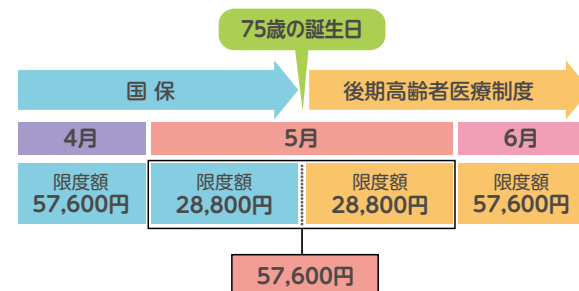 75歳の誕生日
国保
後期高齢者医療制度
4月
5月
6月
限度額
57,600円
限度額
28,800円
限度額
28,800円
限度額
57,600円
57,600円